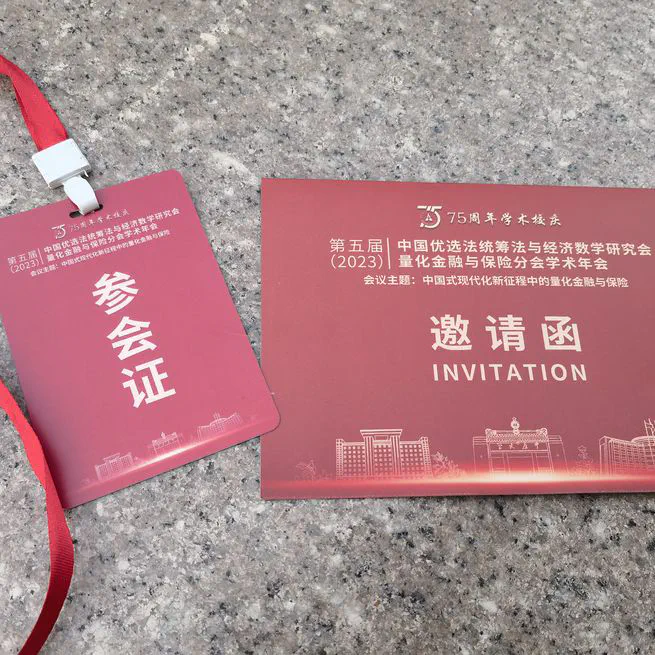 75周年学术校庆
第五届
(2023)
中国优选法统筹法与经济数学研究会
量化金融与保险分会学术年会
会议主题：中国式现代化新征程中的量化金融与保险
参会证
75周年学术校庆
第五届
(2023)
中国优选法统筹法与经济数学研究会
量化金融与保险分会学术年会
会议主题：中国式现代化新征程中的量化金融与保险
邀请函
INVITATION